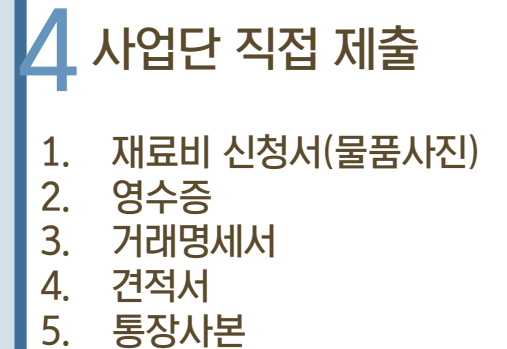 4 사업단 직접 제출
1. 재료비 신청서(물품사진)
2. 영수증
3. 거래명세서
4. 견적서
5. 통장사본